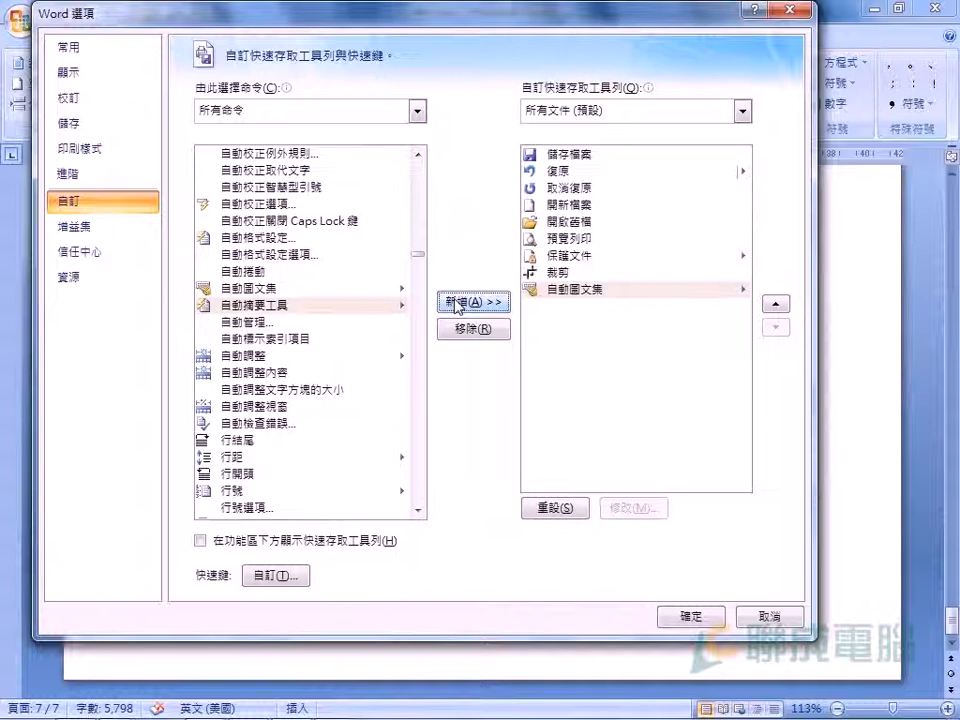 Word 選項
常用
顯示
校訂
儲存
印刷樣式
進階
自訂
增益集
信任中心
資源
自訂快速存取工具列與快速鍵。
由此選擇命令(C):
所有命令
自動校正例外規則...
自動校正取代文字
自動校正智慧型引號
自動校正選項...
自動校正關閉 Caps Lock 鍵
自動格式設定...
自動格式設定選項...
自動捲動
自動圖文集
自動摘要工具
自動管理...
自動標示索引項目
自動調整
自動調整內容
自動調整文字方塊的大小
自動調整視窗
自動檢查錯誤...
行結尾
行距
行開頭
行號
行號選項...
新增(A) >>
移除(R)
自訂快速存取工具列(Q):
所有文件 (預設)
儲存檔案
復原
取消復原
開新檔案
開啟舊檔
預覽列印
保護文件
裁剪
自動圖文集
重設(S)
修改(M)...
在功能區下方顯示快速存取工具列(H)
快速鍵:
自訂(T)...
確定
取消
方程式
符號
數字
符號
符號
特殊符號
38 40 42
聯成電腦
頁面: 7 / 7
字數: 5,798
英文 (美國)
插入
113%